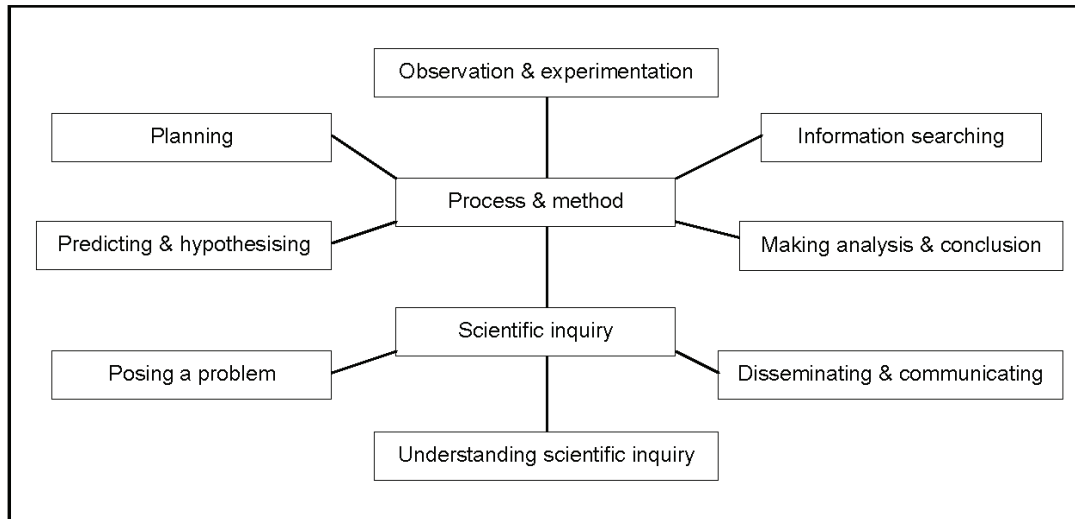 Observation & experimentation
Planning
Information searching
Process & method
Predicting & hypothesising
Making analysis & conclusion
Scientific inquiry
Posing a problem
Disseminating & communicating
Understanding scientific inquiry